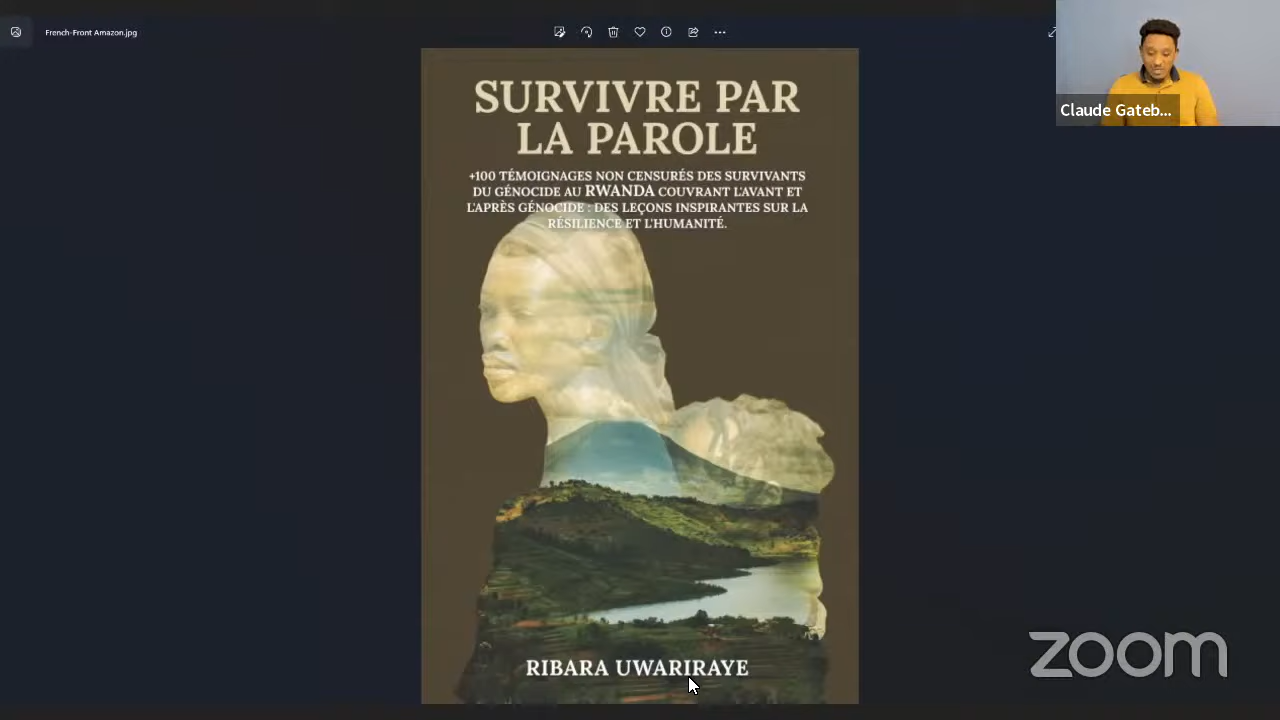 French-Front Amazon.jpg
Claude Gateb...
SURVIVRE PAR
LA PAROLE
+100 TÉMOIGNAGES NON CENSURÉS DES SURVIVANTS
DU GÉNOCIDE AU RWANDA COUVRANT L'AVANT ET
L'APRÈS GÉNOCIDE : DES LEÇONS INSPIRANTES SUR LA
RÉSILIENCE ET L'HUMANITÉ.
RIBARA UWARIRAYE
zoom